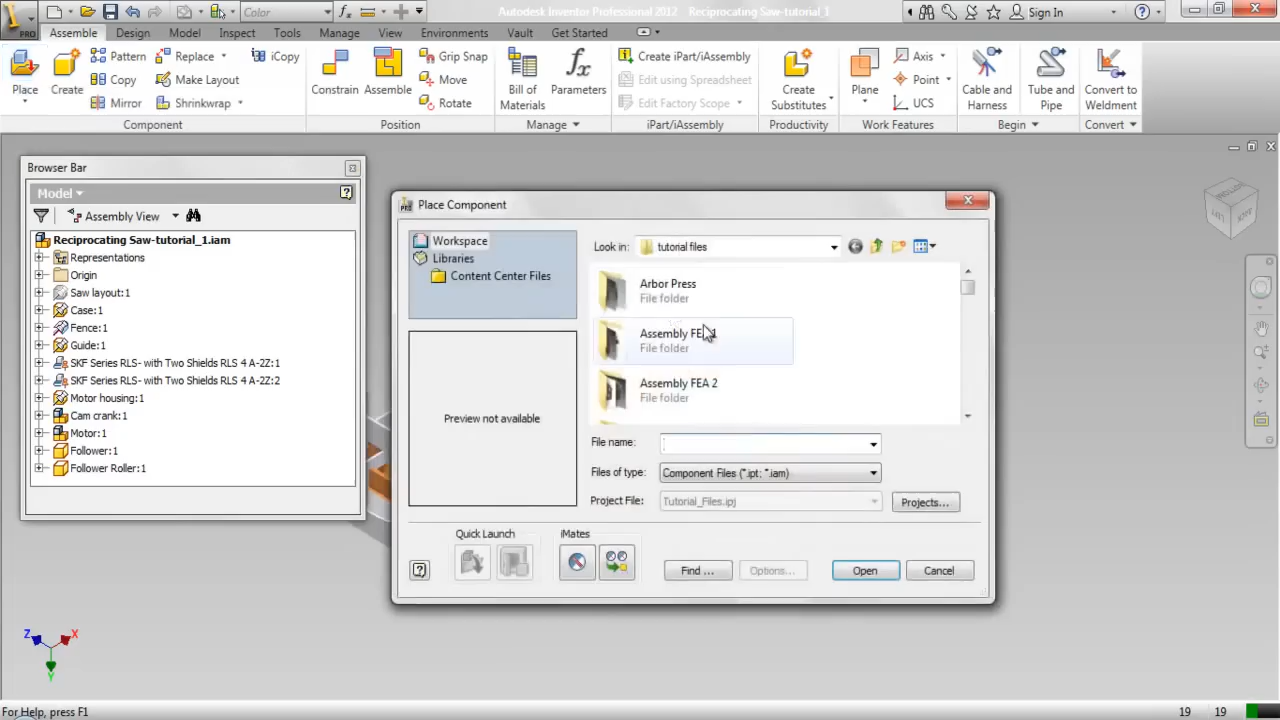 Color
Autodesk Inventor Professional 2012 Reciprocating Saw-tutorial_1
Sign In
PRO
Assemble Design Model Inspect Tools Manage View Environments Vault Get Started
Place
Create
Pattern
Copy
Mirror
Replace
Make Layout
Shrinkwrap
iCopy
Component
Constrain
Assemble
Grip Snap
Move
Rotate
Position
Bill of
Materials
Parameters
Manage
Create iPart/iAssembly
Edit using Spreadsheet
Edit Factory Scope
iPart/iAssembly
Create
Substitutes
Productivity
Plane
Axis
Point
UCS
Work Features
Cable and
Harness
Tube and
Pipe
Begin
Convert to
Weldment
Convert
Browser Bar
Model
Assembly View
Reciprocating Saw-tutorial_1.iam
Representations
Origin
Saw layout:1
Case:1
Fence:1
Guide:1
SKF Series RLS- with Two Shields RLS 4 A-2Z:1
SKF Series RLS- with Two Shields RLS 4 A-2Z:2
Motor housing:1
Cam crank:1
Motor:1
Follower:1
Follower Roller:1
Place Component
Workspace
Libraries
Content Center Files
Preview not available
Look in: tutorial files
Arbor Press
File folder
Assembly FEA 1
File folder
Assembly FEA 2
File folder
File name:
Files of type: Component Files (*.ipt; *.iam)
Project File: Tutorial_Files.ipj
Projects...
Quick Launch
iMates
Find ...
Options...
Open
Cancel
Z X
Y
For Help, press F1
19 19